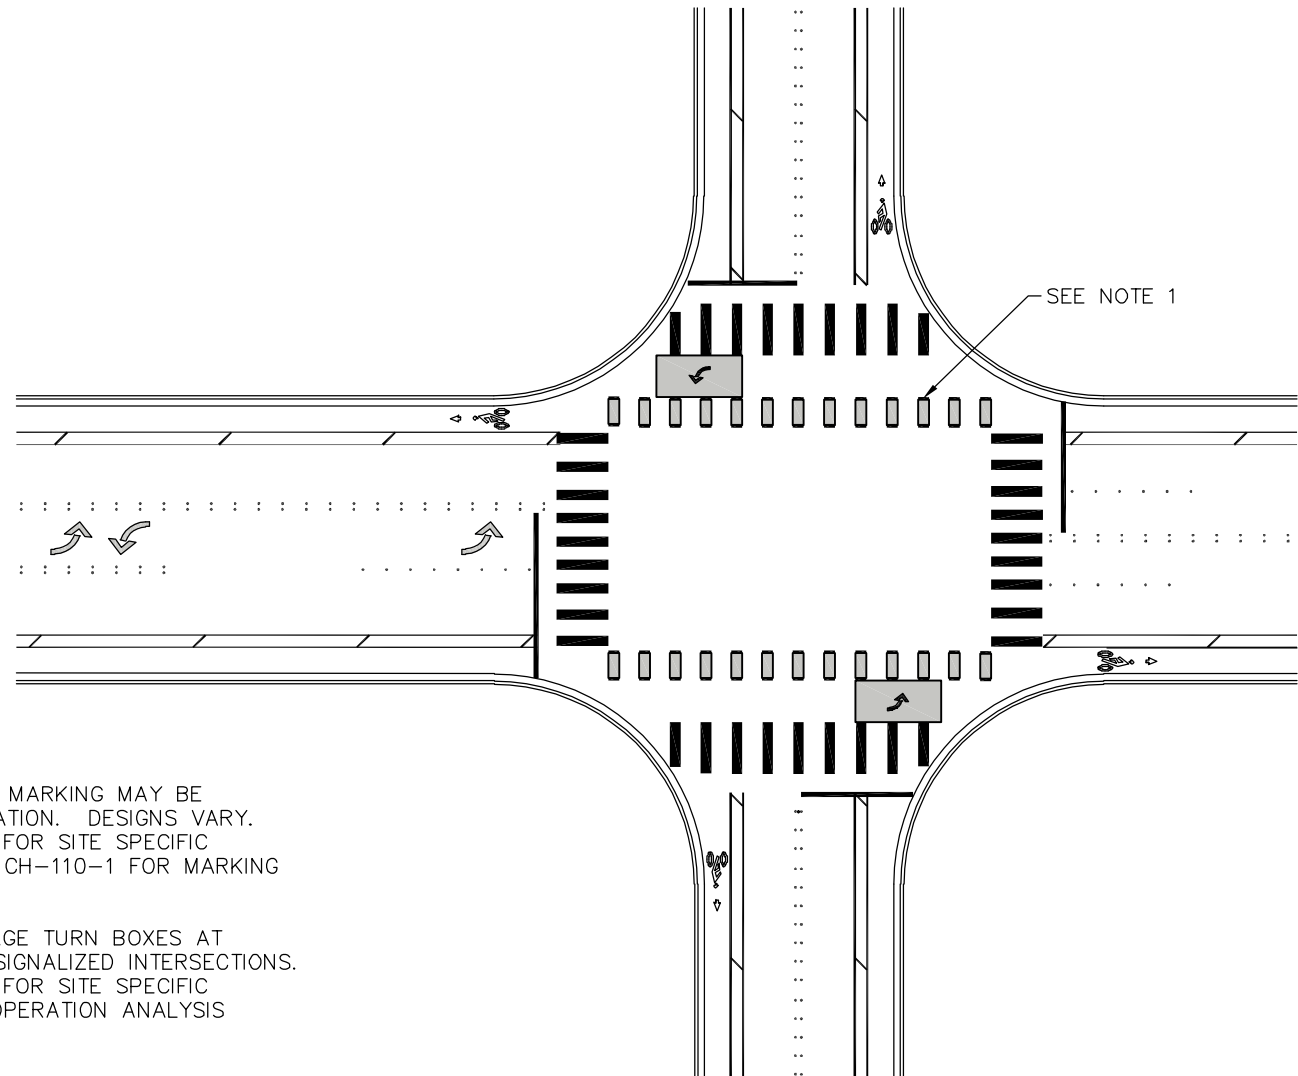 SEE NOTE 1
MARKING MAY BE
ATION. DESIGNS VARY.
FOR SITE SPECIFIC
CH-110-1 FOR MARKING
GE TURN BOXES AT
SIGNALIZED INTERSECTIONS.
FOR SITE SPECIFIC
OPERATION ANALYSIS